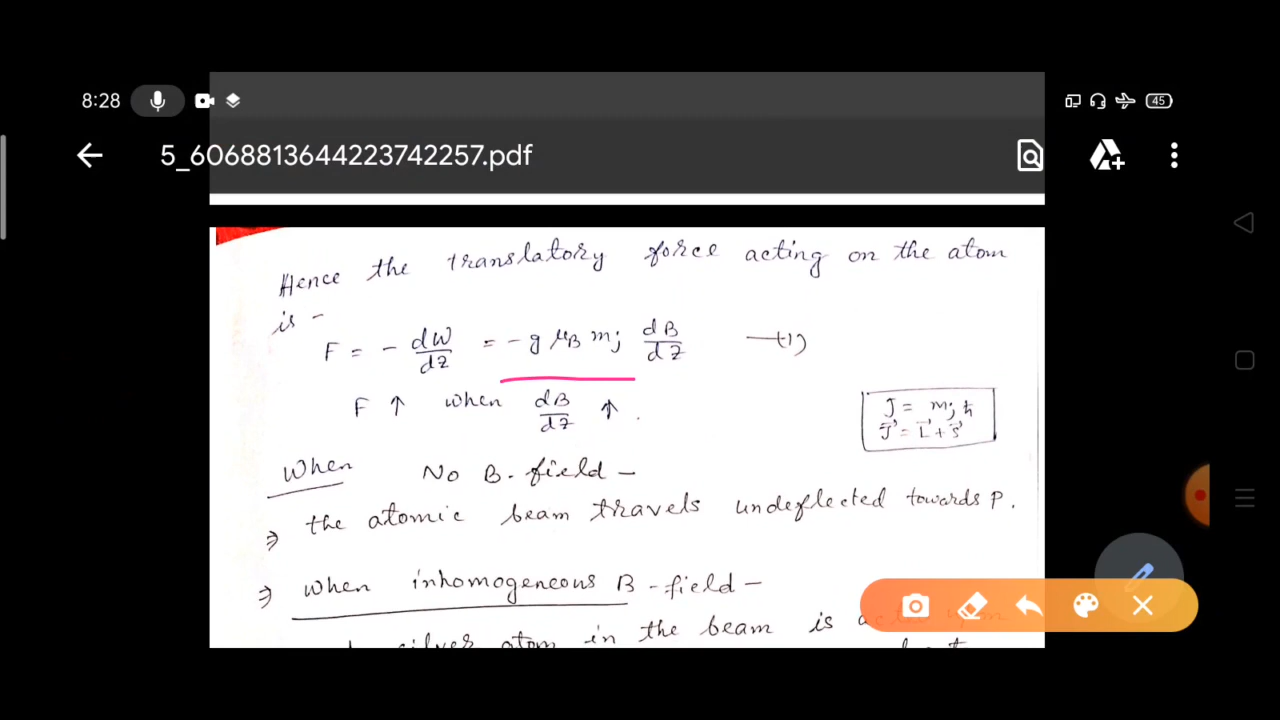 8:28
45
5_6068813644223742257.pdf
Hence the translatory force acting on the atom
is -
F = - dW/dz = - g μB mj dB/dz —(1)
F ↑ when dB/dz ↑ .
J = mj ħ
J⃗ = L⃗ + S⃗
When No B-field -
⇒ the atomic beam travels undeflected towards P.
⇒ when inhomogeneous B-field -
silver atom in the beam is